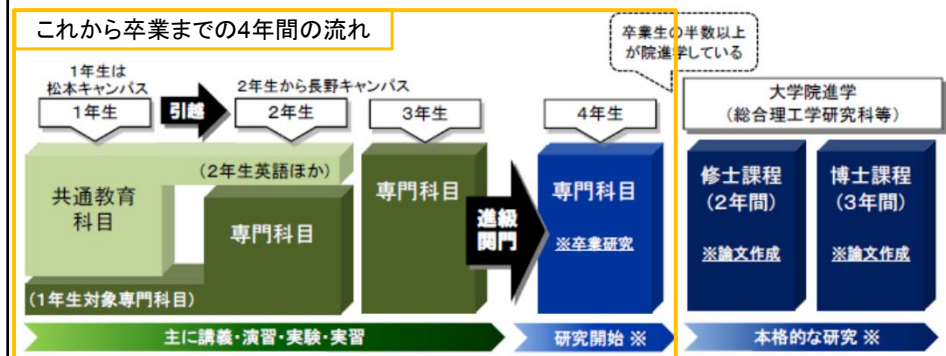 これから卒業までの4年間の流れ
卒業生の半数以上
が院進学している
1年生は
松本キャンパス
2年生から長野キャンパス
大学院進学
(総合理工学研究科等)
1年生
引越
2年生
3年生
4年生
共通教育
科目
(2年生英語ほか)
専門科目
(1年生対象専門科目)
専門科目
進級
関門
専門科目
※卒業研究
修士課程
(2年間)
※論文作成
博士課程
(3年間)
※論文作成
主に講義・演習・実験・実習
研究開始 ※
本格的な研究 ※